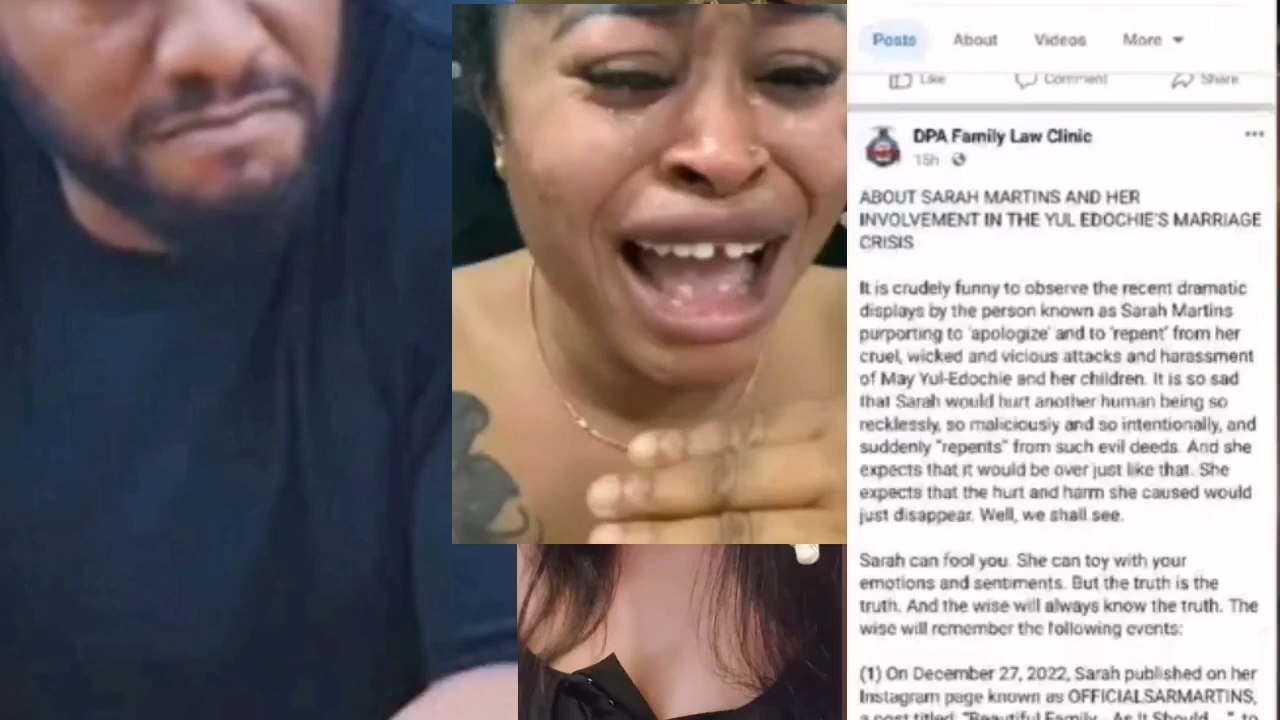 Posts About Videos More
Like Comment Share
DPA Family Law Clinic
15h
ABOUT SARAH MARTINS AND HER
INVOLVEMENT IN THE YUL EDOCHIE'S MARRIAGE
CRISIS
It is crudely funny to observe the recent dramatic
displays by the person known as Sarah Martins
purporting to 'apologize' and to 'repent' from her
cruel, wicked and vicious attacks and harassment
of May Yul-Edochie and her children. It is so sad
that Sarah would hurt another human being so
recklessly, so maliciously and so intentionally, and
suddenly "repents" from such evil deeds. And she
expects that it would be over just like that. She
expects that the hurt and harm she caused would
just disappear. Well, we shall see.
Sarah can fool you. She can toy with your
emotions and sentiments. But the truth is the
truth. And the wise will always know the truth. The
wise will remember the following events:
(1) On December 27, 2022, Sarah published on her
Instagram page known as OFFICIALSARMARTINS,
a post titled, "Beautiful Family - As It Should ....", to